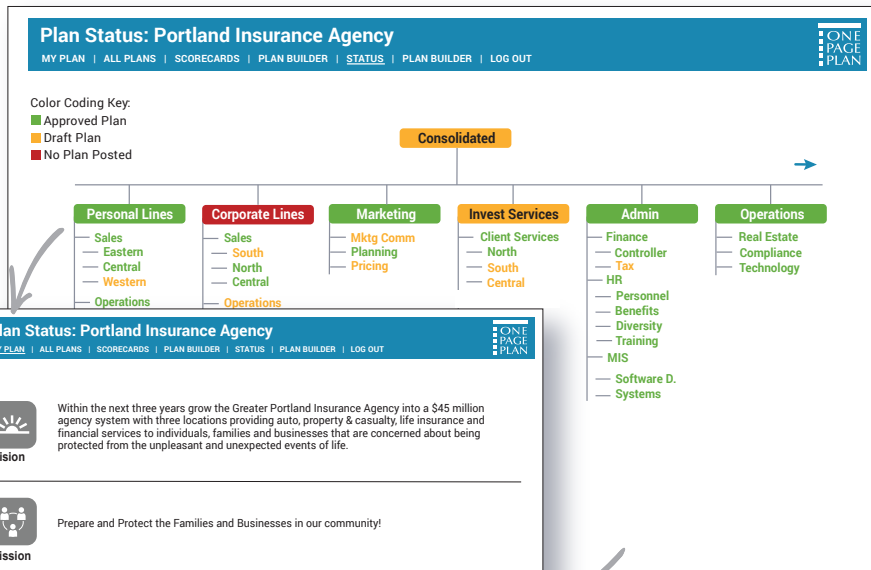 Plan Status: Portland Insurance Agency
MY PLAN | ALL PLANS | SCORECARDS | PLAN BUILDER | STATUS | PLAN BUILDER | LOG OUT
ONE
PAGE
PLAN
Color Coding Key:
Approved Plan
Draft Plan
No Plan Posted
Consolidated
Personal Lines
Sales
Eastern
Central
Western
Operations
Corporate Lines
Sales
South
North
Central
Operations
Marketing
Mktg Comm
Planning
Pricing
Invest Services
Client Services
North
South
Central
Admin
Finance
Controller
Tax
HR
Personnel
Benefits
Diversity
Training
MIS
Software D.
Systems
Operations
Real Estate
Compliance
Technology
lan Status: Portland Insurance Agency
Y PLAN | ALL PLANS | SCORECARDS | PLAN BUILDER | STATUS | PLAN BUILDER | LOG OUT
ONE
PAGE
PLAN
Within the next three years grow the Greater Portland Insurance Agency into a $45 million
agency system with three locations providing auto, property & casualty, life insurance and
financial services to individuals, families and businesses that are concerned about being
protected from the unpleasant and unexpected events of life.
ision
Prepare and Protect the Families and Businesses in our community!
ission